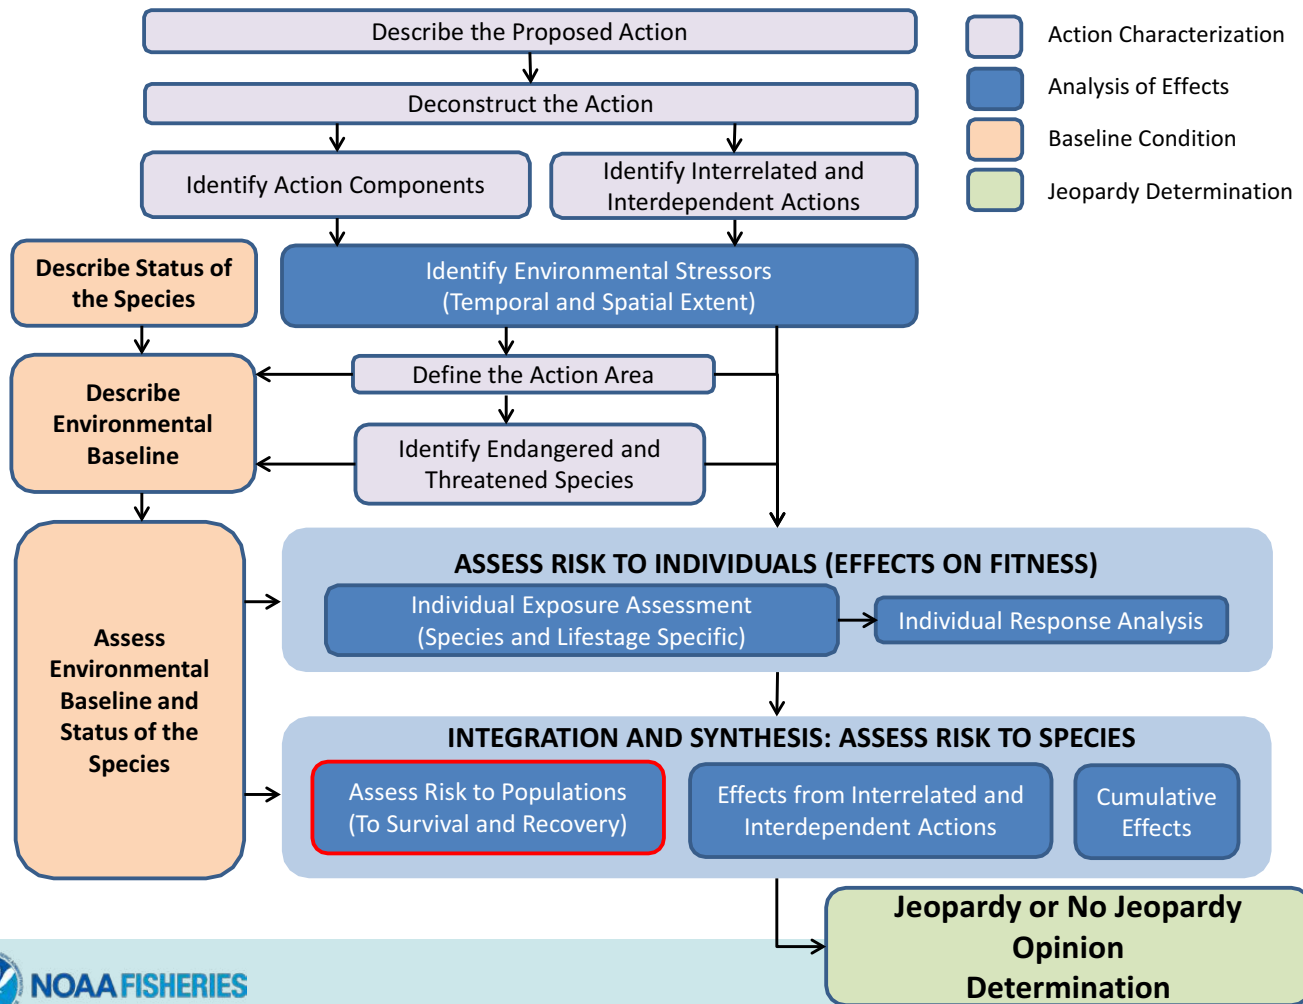 Describe the Proposed Action
Deconstruct the Action
Identify Action Components
Identify Interrelated and
Interdependent Actions
Action Characterization
Analysis of Effects
Baseline Condition
Jeopardy Determination
Describe Status of
the Species
Identify Environmental Stressors
(Temporal and Spatial Extent)
Describe
Environmental
Baseline
Define the Action Area
Identify Endangered and
Threatened Species
Assess
Environmental
Baseline and
Status of the
Species
ASSESS RISK TO INDIVIDUALS (EFFECTS ON FITNESS)
Individual Exposure Assessment
(Species and Lifestage Specific)
Individual Response Analysis
INTEGRATION AND SYNTHESIS: ASSESS RISK TO SPECIES
Assess Risk to Populations
(To Survival and Recovery)
Effects from Interrelated and
Interdependent Actions
Cumulative
Effects
Jeopardy or No Jeopardy
Opinion
Determination
NOAA FISHERIES